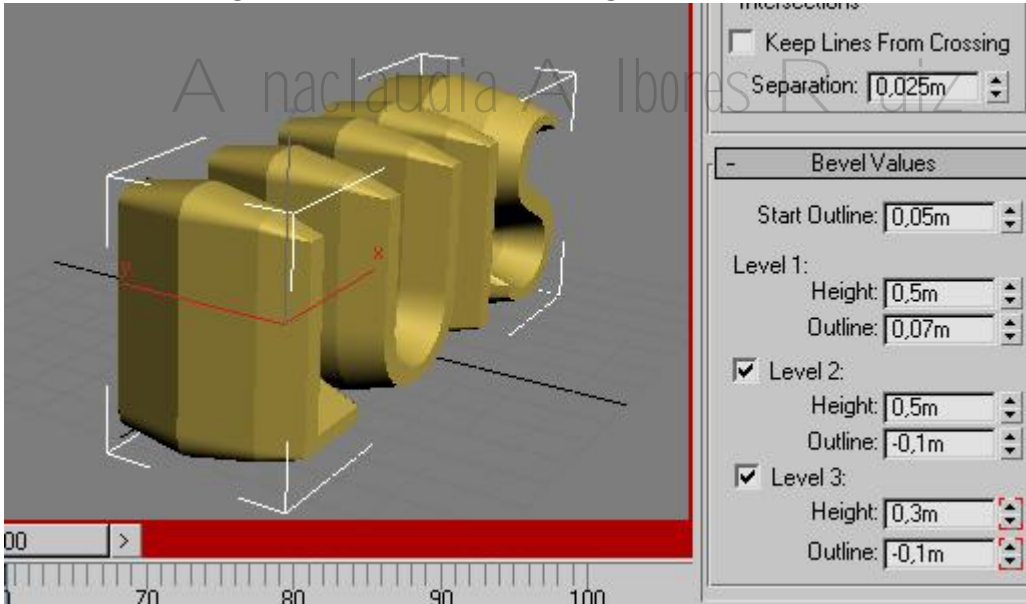 Intersections
Keep Lines From Crossing
A naclaudia A lbores R uiz
Separation: 0,025m
- Bevel Values
Start Outline: 0,05m
Level 1:
Height: 0,5m
Outline: 0,07m
Level 2:
Height: 0,5m
Outline: -0,1m
Level 3:
Height: 0,3m
Outline: -0,1m
y
x
00 >
70 80 90 100